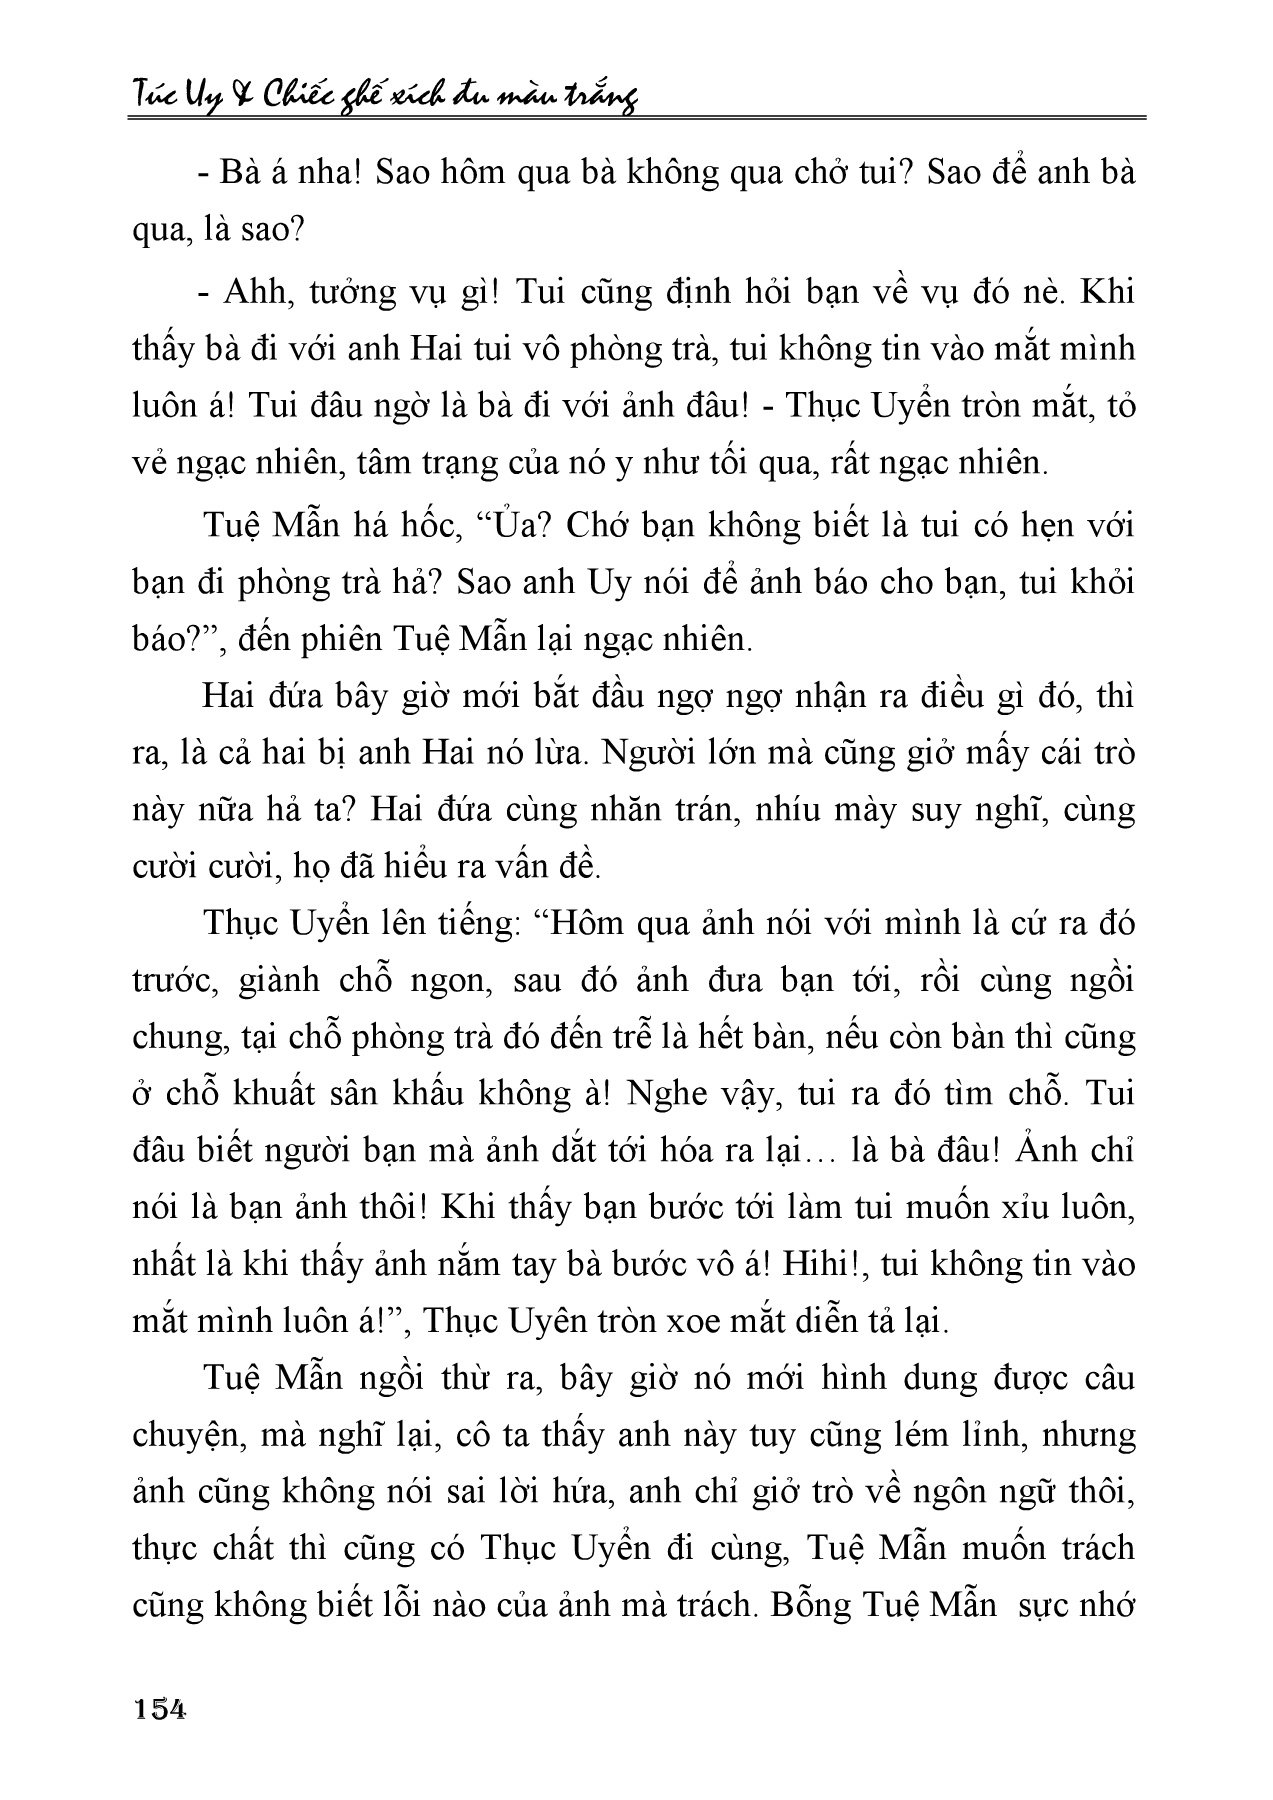 Túc Uy & Chiếc ghế xích đu màu trắng
- Bà á nha! Sao hôm qua bà không qua chở tui? Sao để anh bà
qua, là sao?
- Ahh, tưởng vụ gì! Tui cũng định hỏi bạn về vụ đó nè. Khi
thấy bà đi với anh Hai tui vô phòng trà, tui không tin vào mắt mình
luôn á! Tui đâu ngờ là bà đi với ảnh đâu! - Thục Uyển tròn mắt, tỏ
vẻ ngạc nhiên, tâm trạng của nó y như tối qua, rất ngạc nhiên.
Tuệ Mẫn há hốc, “Ủa? Chớ bạn không biết là tui có hẹn với
bạn đi phòng trà hả? Sao anh Uy nói để ảnh báo cho bạn, tui khỏi
báo?”, đến phiên Tuệ Mẫn lại ngạc nhiên.
Hai đứa bây giờ mới bắt đầu ngợ ngợ nhận ra điều gì đó, thì
ra, là cả hai bị anh Hai nó lừa. Người lớn mà cũng giở mấy cái trò
này nữa hả ta? Hai đứa cùng nhăn trán, nhíu mày suy nghĩ, cùng
cười cười, họ đã hiểu ra vấn đề.
Thục Uyển lên tiếng: “Hôm qua ảnh nói với mình là cứ ra đó
trước, giành chỗ ngon, sau đó ảnh đưa bạn tới, rồi cùng ngồi
chung, tại chỗ phòng trà đó đến trễ là hết bàn, nếu còn bàn thì cũng
ở chỗ khuất sân khấu không à! Nghe vậy, tui ra đó tìm chỗ. Tui
đâu biết người bạn mà ảnh dắt tới hóa ra lại… là bà đâu! Ảnh chỉ
nói là bạn ảnh thôi! Khi thấy bạn bước tới làm tui muốn xỉu luôn,
nhất là khi thấy ảnh nắm tay bà bước vô á! Hihi!, tui không tin vào
mắt mình luôn á!”, Thục Uyên tròn xoe mắt diễn tả lại.
Tuệ Mẫn ngồi thừ ra, bây giờ nó mới hình dung được câu
chuyện, mà nghĩ lại, cô ta thấy anh này tuy cũng lém lỉnh, nhưng
ảnh cũng không nói sai lời hứa, anh chỉ giở trò về ngôn ngữ thôi,
thực chất thì cũng có Thục Uyển đi cùng, Tuệ Mẫn muốn trách
cũng không biết lỗi nào của ảnh mà trách. Bỗng Tuệ Mẫn  sực nhớ
154